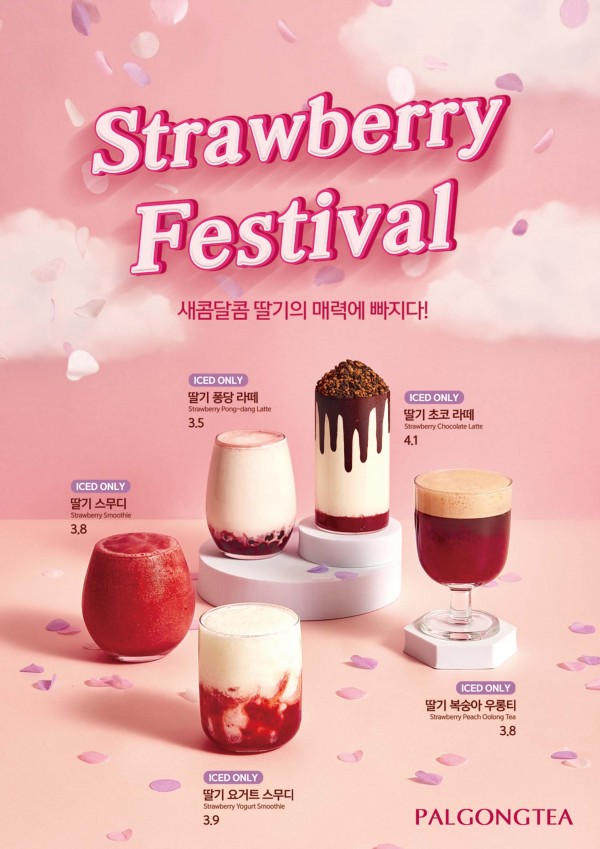 Strawberry
Festival
새콤달콤 딸기의 매력에 빠지다!
ICED ONLY
딸기 퐁당 라떼
Strawberry Pong-dang Latte
3.5
ICED ONLY
딸기 초코 라떼
Strawberry Chocolate Latte
4.1
ICED ONLY
딸기 스무디
Strawberry Smoothie
3.8
ICED ONLY
딸기 복숭아 우롱티
Strawberry Peach Oolong Tea
3.8
ICED ONLY
딸기 요거트 스무디
Strawberry Yogurt Smoothie
3.9
PALGONGTEA